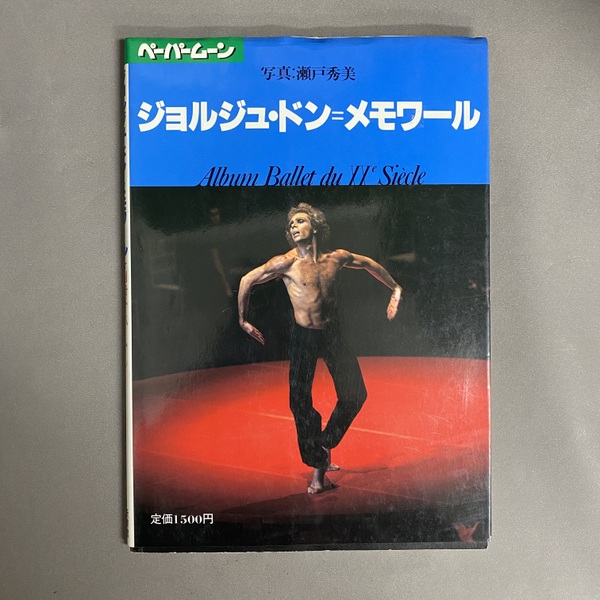 ペーパームーン
写真:瀬戸秀美
ジョルジュ・ドン=メモワール
Album Ballet du XXe Siècle
定価1500円